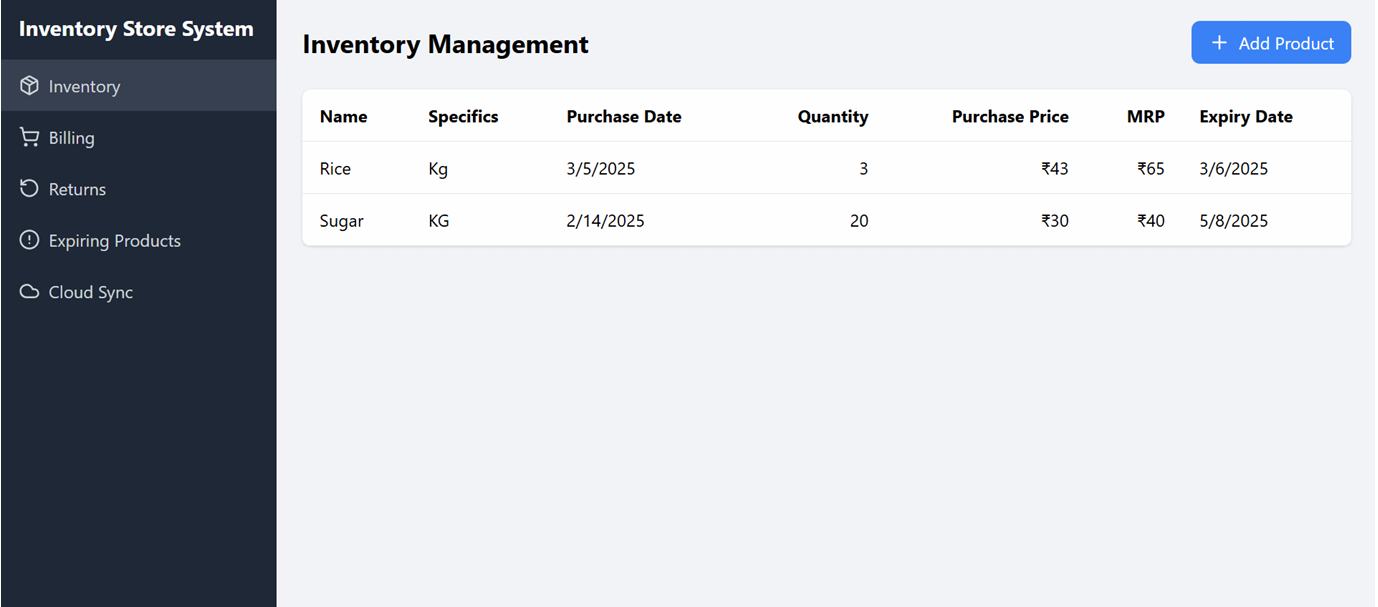 Inventory Store System
Inventory
Billing
Returns
Expiring Products
Cloud Sync
Inventory Management
Add Product
Name Specifics Purchase Date Quantity Purchase Price MRP Expiry Date
Rice Kg 3/5/2025 3 ₹43 ₹65 3/6/2025
Sugar KG 2/14/2025 20 ₹30 ₹40 5/8/2025